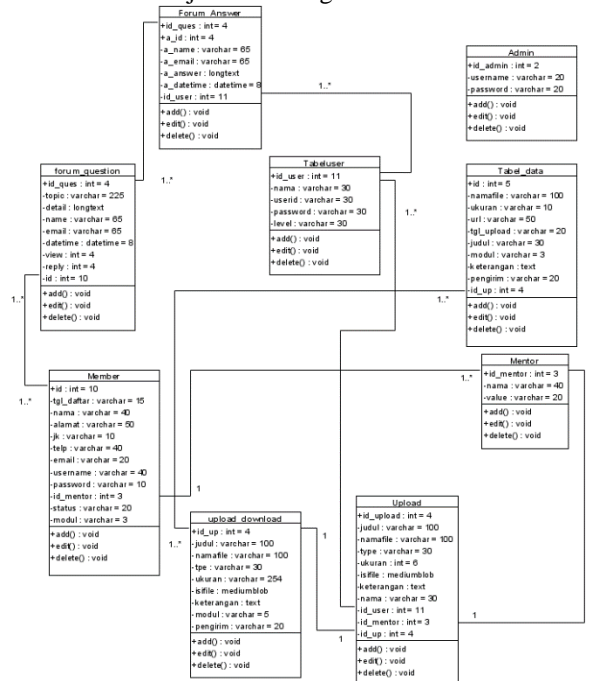 Forum_Answer
+id_ques : int = 4
+a_id : int = 4
-a_name : varchar = 65
-a_email : varchar = 65
-a_answer : longtext
-a_datetime : datetime = 8
-id_user : int = 11
+add() : void
+edit() : void
+delete() : void
1..*
Admin
+id_admin : int = 2
-username : varchar = 20
-password : varchar = 20
+add() : void
+edit() : void
+delete() : void
forum_question
+id_ques : int = 4
-topic : varchar = 225
-detail : longtext
-name : varchar = 65
-email : varchar = 65
-datetime : datetime = 8
-view : int = 4
-reply : int = 4
-id : int = 10
+add() : void
+edit() : void
+delete() : void
1..*
1..*
Tabeluser
+id_user : int = 11
-nama : varchar = 30
-userid : varchar = 30
-password : varchar = 30
-level : varchar = 30
+add() : void
+edit() : void
+delete() : void
1..*
Tabel_data
+id : int = 5
-namafile : varchar = 100
-ukuran : varchar = 10
-url : varchar = 50
-tgl_upload : varchar = 20
-judul : varchar = 30
-modul : varchar = 3
-keterangan : text
-pengirim : varchar = 20
-id_up : int = 4
+add() : void
+edit() : void
+delete() : void
1..*
Mentor
+id_mentor : int = 3
-nama : varchar = 40
-value : varchar = 20
+add() : void
+edit() : void
+delete() : void
1..*
1
Member
+id : int = 10
-tgl_daftar : varchar = 15
-nama : varchar = 40
-alamat : varchar = 50
-jk : varchar = 10
-telp : varchar = 40
-email : varchar = 20
-username : varchar = 40
-password : varchar = 10
-id_mentor : int = 3
-status : varchar = 20
-modul : varchar = 3
+add() : void
+edit() : void
+delete() : void
1..*
1
upload_download
+id_up : int = 4
-judul : varchar = 100
-namafile : varchar = 100
-tpe : varchar = 30
-ukuran : varchar = 254
-isifile : mediumblob
-keterangan : text
-modul : varchar = 5
-pengirim : varchar = 20
+add() : void
+edit() : void
+delete() : void
1..*
1
1
Upload
+id_upload : int = 4
-judul : varchar = 100
-namafile : varchar = 100
-type : varchar = 30
-ukuran : int = 6
-isifile : mediumblob
-keterangan : text
-nama : varchar = 30
-id_user : int = 11
-id_mentor : int = 3
-id_up : int = 4
+add() : void
+edit() : void
+delete() : void